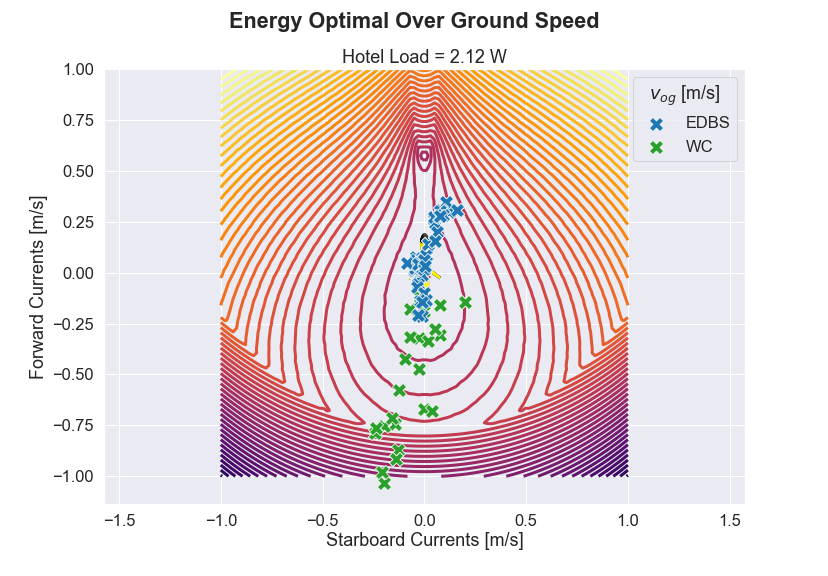 Energy Optimal Over Ground Speed
Hotel Load = 2.12 W
v_og [m/s]
EDBS
WC
Forward Currents [m/s]
1.00
0.75
0.50
0.25
0.00
−0.25
−0.50
−0.75
−1.00
−1.5 −1.0 −0.5 0.0 0.5 1.0 1.5
Starboard Currents [m/s]